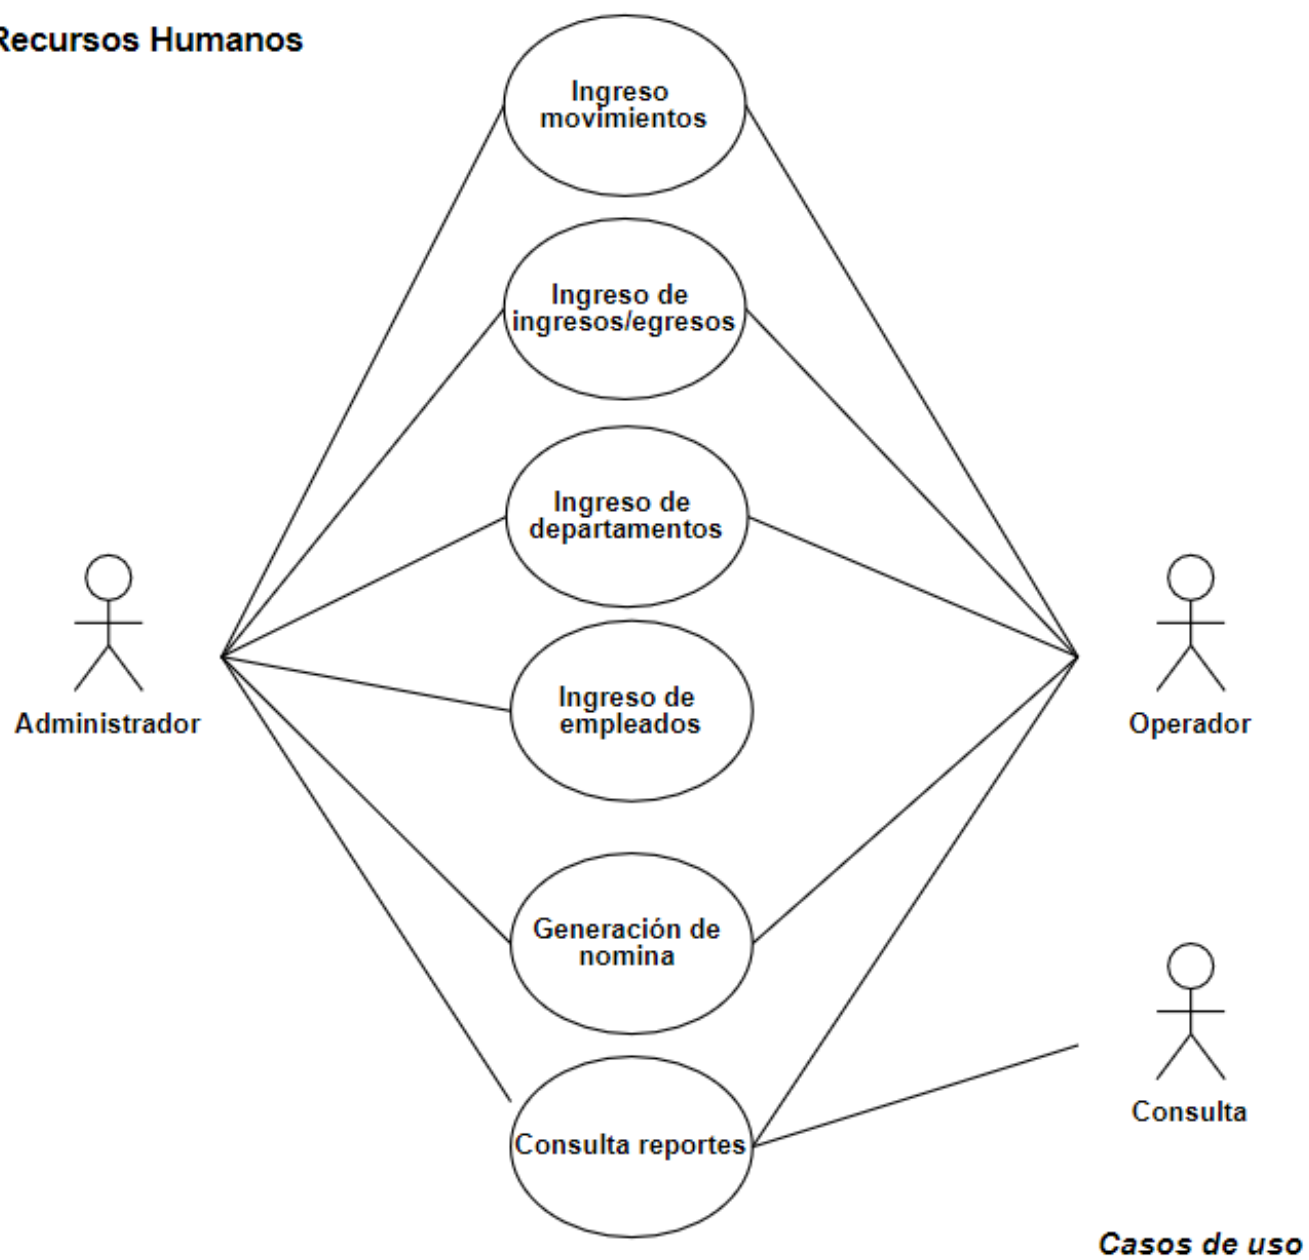 Recursos Humanos
Ingreso
movimientos
Ingreso de
ingresos/egresos
Ingreso de
departamentos
Administrador
Ingreso de
empleados
Operador
Generación de
nomina
Consulta reportes
Consulta
Casos de uso